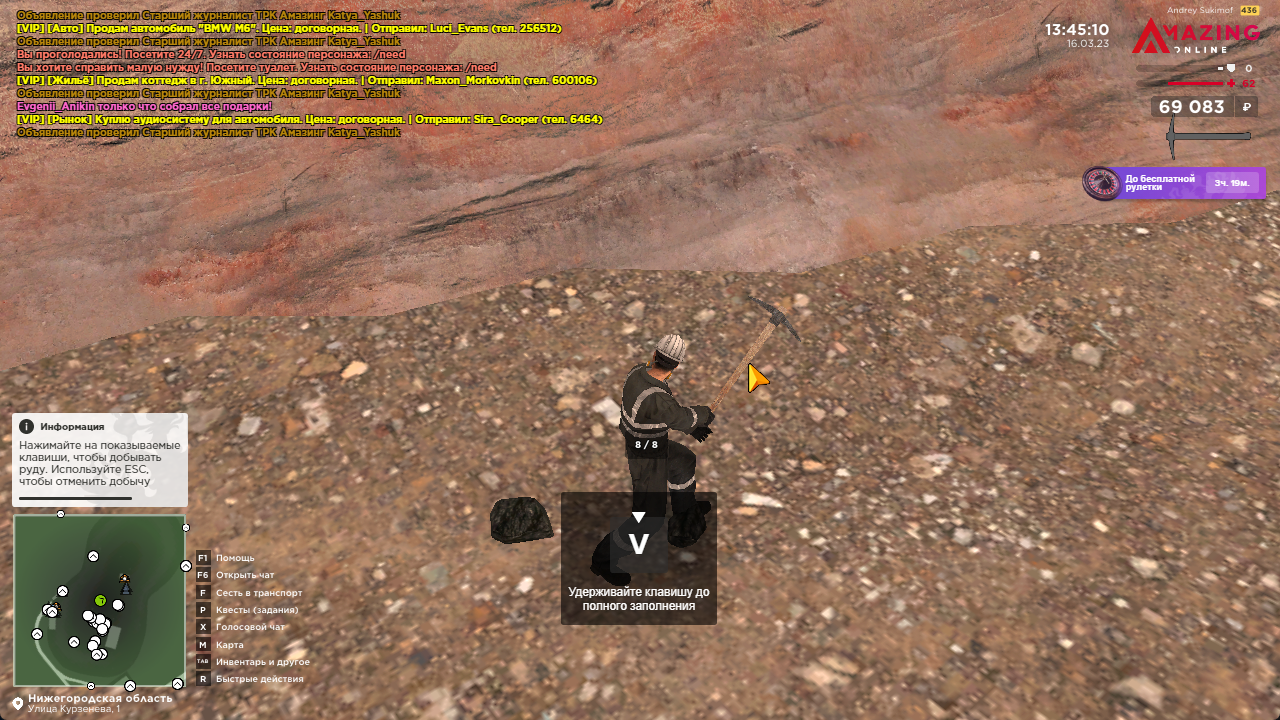 Объявление проверил Старший журналист ТРК Амазинг Katya_Yashuk
[VIP] [Авто] Продам автомобиль "BMW M6". Цена: договорная. | Отправил: Luci_Evans (тел. 256512)
Объявление проверил Старший журналист ТРК Амазинг Katya_Yashuk
Вы проголодались! Посетите 24/7. Узнать состояние персонажа: /need
Вы хотите справить малую нужду! Посетите туалет. Узнать состояние персонажа: /need
[VIP] [Жильё] Продам коттедж в г. Южный. Цена: договорная. | Отправил: Maxon_Morkovkin (тел. 600106)
Объявление проверил Старший журналист ТРК Амазинг Katya_Yashuk
Evgenii_Anikin только что собрал все подарки!
[VIP] [Рынок] Куплю аудиосистему для автомобиля. Цена: договорная. | Отправил: Sira_Cooper (тел. 6464)
Объявление проверил Старший журналист ТРК Амазинг Katya_Yashuk
Andrey Sukimof 436
13:45:10
16.03.23
AMAZING
ONLINE
0
62
69 083 ₽
До бесплатной
рулетки
3ч. 19м.
8 / 8
V
Удерживайте клавишу до
полного заполнения
Информация
Нажимайте на показываемые
клавиши, чтобы добывать
руду. Используйте ESC,
чтобы отменить добычу
F1 Помощь
F6 Открыть чат
F Сесть в транспорт
P Квесты (задания)
X Голосовой чат
M Карта
TAB Инвентарь и другое
R Быстрые действия
Нижегородская область
Улица Курзенёва, 1